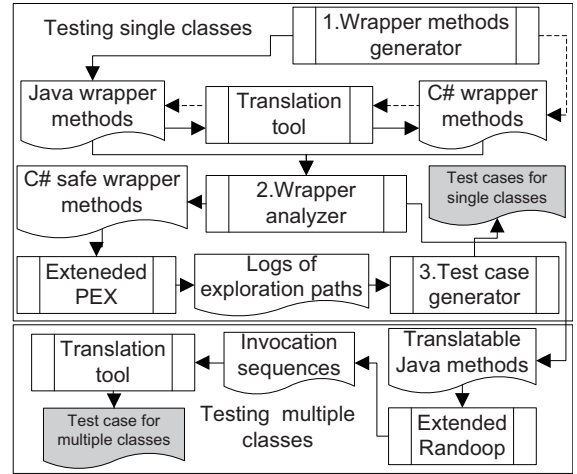 Testing single classes
1.Wrapper methods
generator
Java wrapper
methods
Translation
tool
C# wrapper
methods
C# safe wrapper
methods
2.Wrapper
analyzer
Test cases for
single classes
Exteneded
PEX
Logs of
exploration paths
3.Test case
generator
Translation
tool
Invocation
sequences
Translatable
Java methods
Test case for
multiple classes
Testing multiple
classes
Extended
Randoop